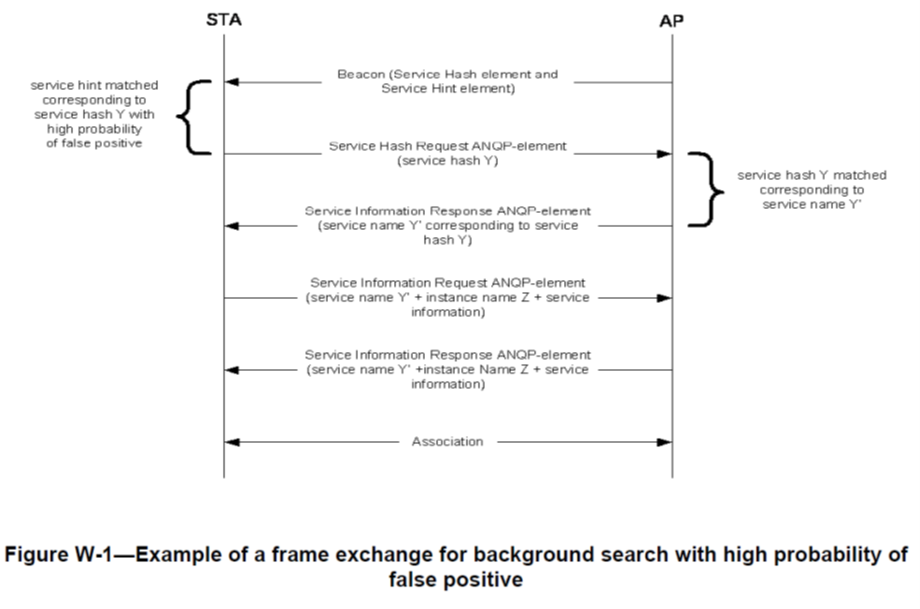 STA
AP
Beacon (Service Hash element and
Service Hint element)
service hint matched
corresponding to
service hash Y with
high probability
of false positive
Service Hash Request ANQP-element
(service hash Y)
service hash Y matched
corresponding to
service name Y'
Service Information Response ANQP-element
(service name Y' corresponding to service
hash Y)
Service Information Request ANQP-element
(service name Y' + instance name Z + service
information)
Service Information Response ANQP-element
(service name Y' +instance Name Z + service
information)
Association
Figure W-1—Example of a frame exchange for background search with high probability of
false positive